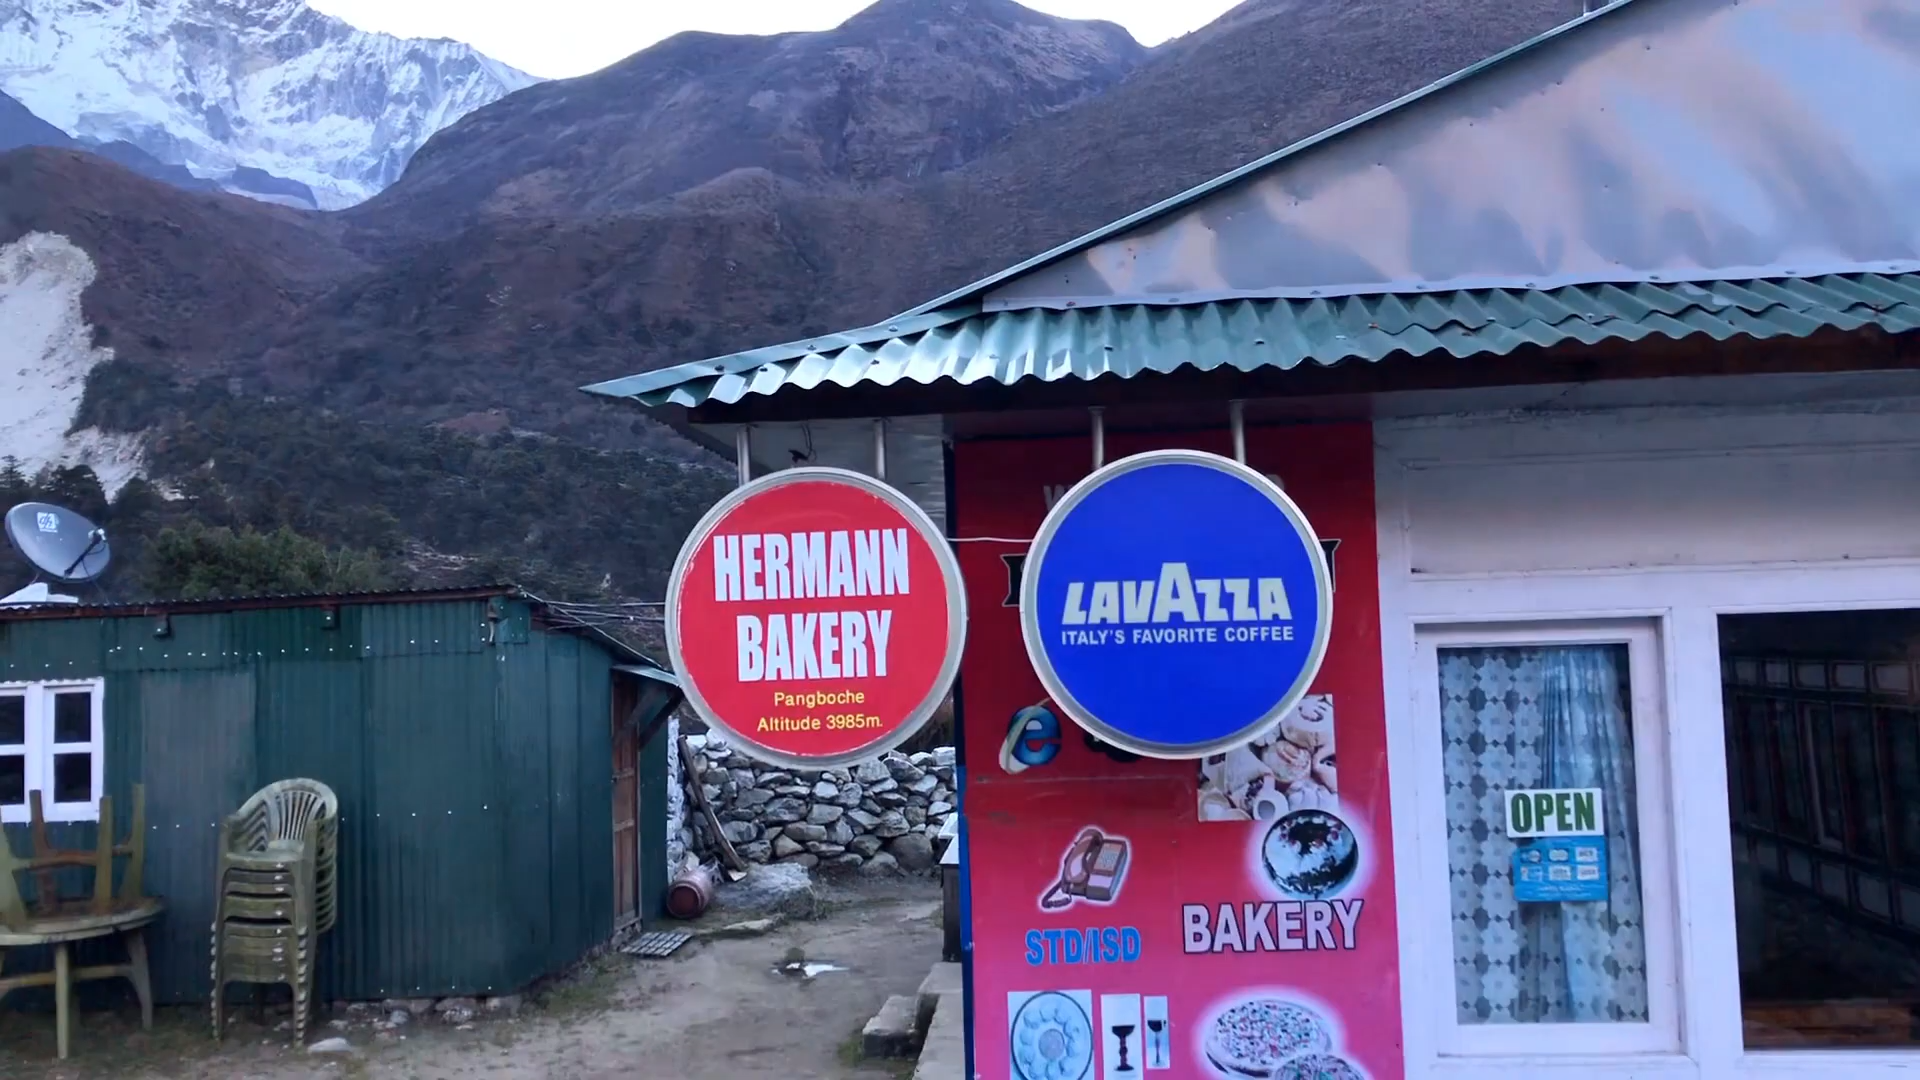 HERMANN
BAKERY
Pangboche
Altitude 3985m.
LAVAZZA
ITALY'S FAVORITE COFFEE
e
OPEN
STD/ISD
BAKERY